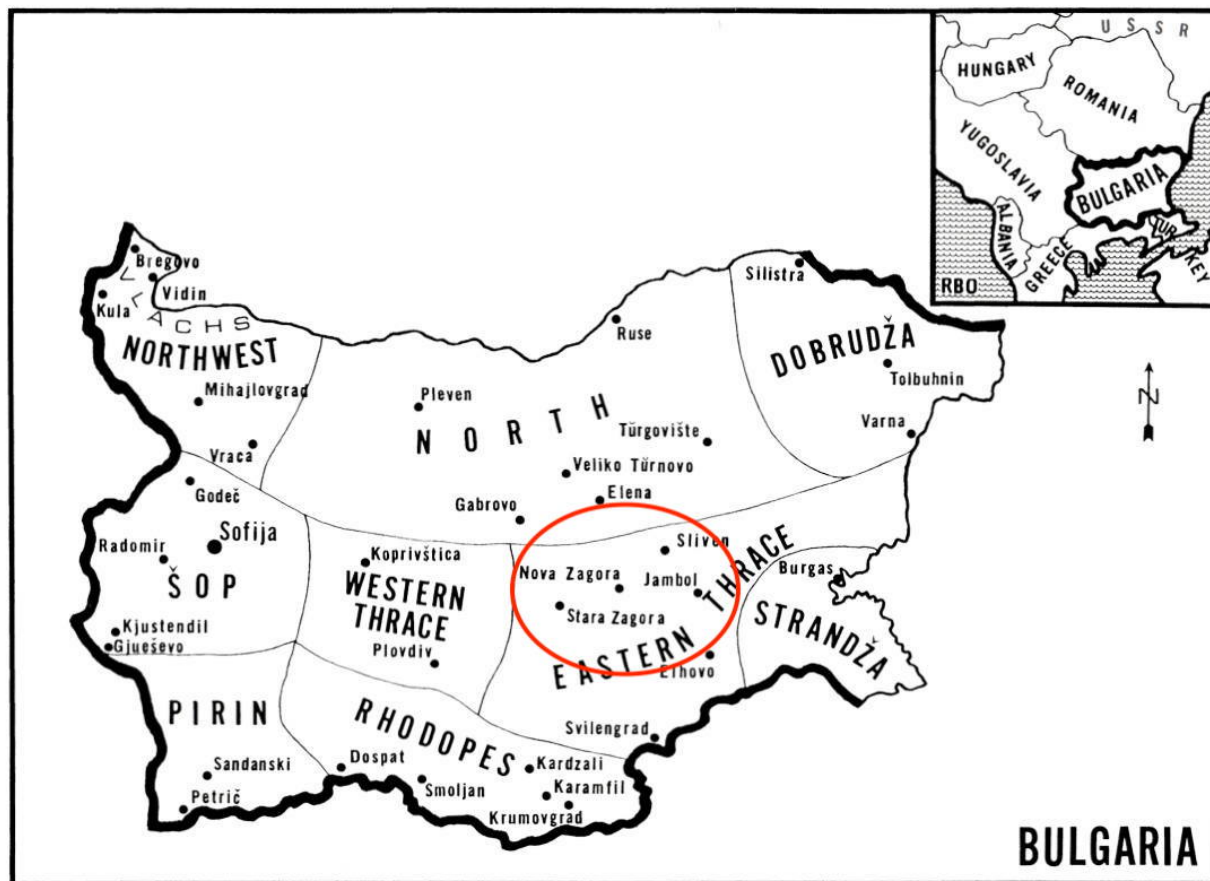 USSR
HUNGARY
ROMANIA
YUGOSLAVIA
BULGARIA
ALBANIA
GREECE
TURKEY
RBO
Bregovo
Vidin
Kula
VLACHS
NORTHWEST
Mihajlovgrad
Vraca
Silistra
Ruse
DOBRUDŽA
Tolbuhnin
Varna
Pleven
NORTH
Tŭrgovište
Veliko Tŭrnovo
Elena
Gabrovo
N
Godeč
Sofija
Radomir
ŠOP
Kjustendil
Gjueševo
Koprivštica
WESTERN
THRACE
Plovdiv
Sliven
Nova Zagora
Jambol
Stara Zagora
EASTERN THRACE
Elhovo
Svilengrad
Burgas
STRANDŽA
PIRIN
Sandanski
Petrič
RHODOPES
Dospat
Smoljan
Kardzali
Karamfil
Krumovgrad
BULGARIA